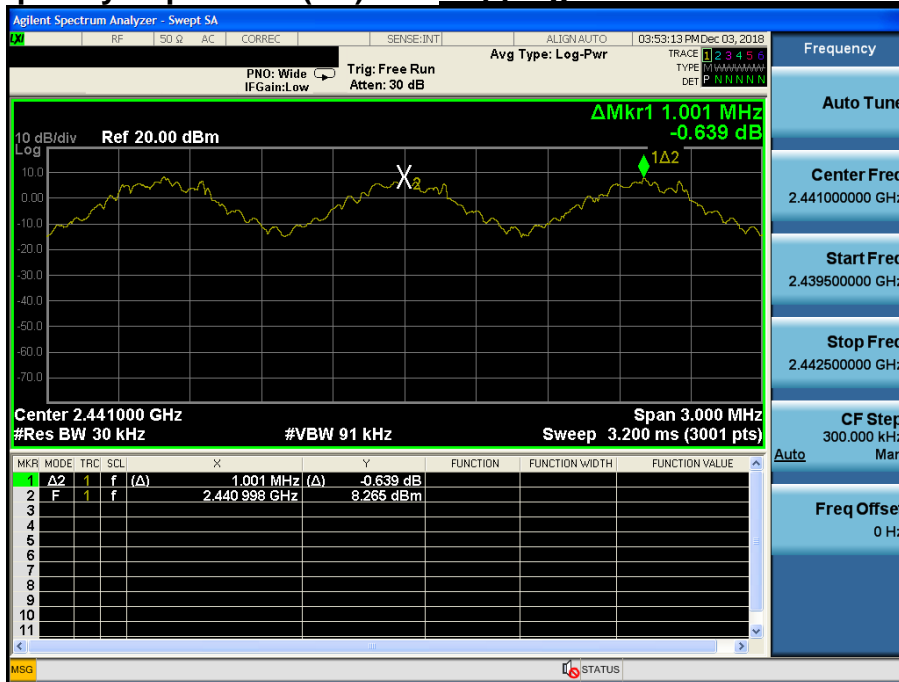 Agilent Spectrum Analyzer - Swept SA
LXI RF 50 Ω AC CORREC SENSE:INT ALIGN AUTO 03:53:13 PM Dec 03, 2018
Frequency
PNO: Wide
IFGain:Low
Trig: Free Run
Atten: 30 dB
Avg Type: Log-Pwr
TRACE 1 2 3 4 5 6
TYPE M WWWWW
DET P N N N N N
Auto Tune
ΔMkr1 1.001 MHz
-0.639 dB
10 dB/div Ref 20.00 dBm
Log
1Δ2
X2
10.0
0.00
-10.0
-20.0
-30.0
-40.0
-50.0
-60.0
-70.0
Center Freq
2.441000000 GHz
Start Freq
2.439500000 GHz
Stop Freq
2.442500000 GHz
Center 2.441000 GHz Span 3.000 MHz
#Res BW 30 kHz #VBW 91 kHz Sweep 3.200 ms (3001 pts)
CF Step
300.000 kHz
Auto Man
MKR MODE TRC SCL X Y FUNCTION FUNCTION WIDTH FUNCTION VALUE
1 Δ2 1 f (Δ) 1.001 MHz (Δ) -0.639 dB
2 F 1 f 2.440 998 GHz 8.265 dBm
3
4
5
6
7
8
9
10
11
Freq Offset
0 Hz
MSG STATUS